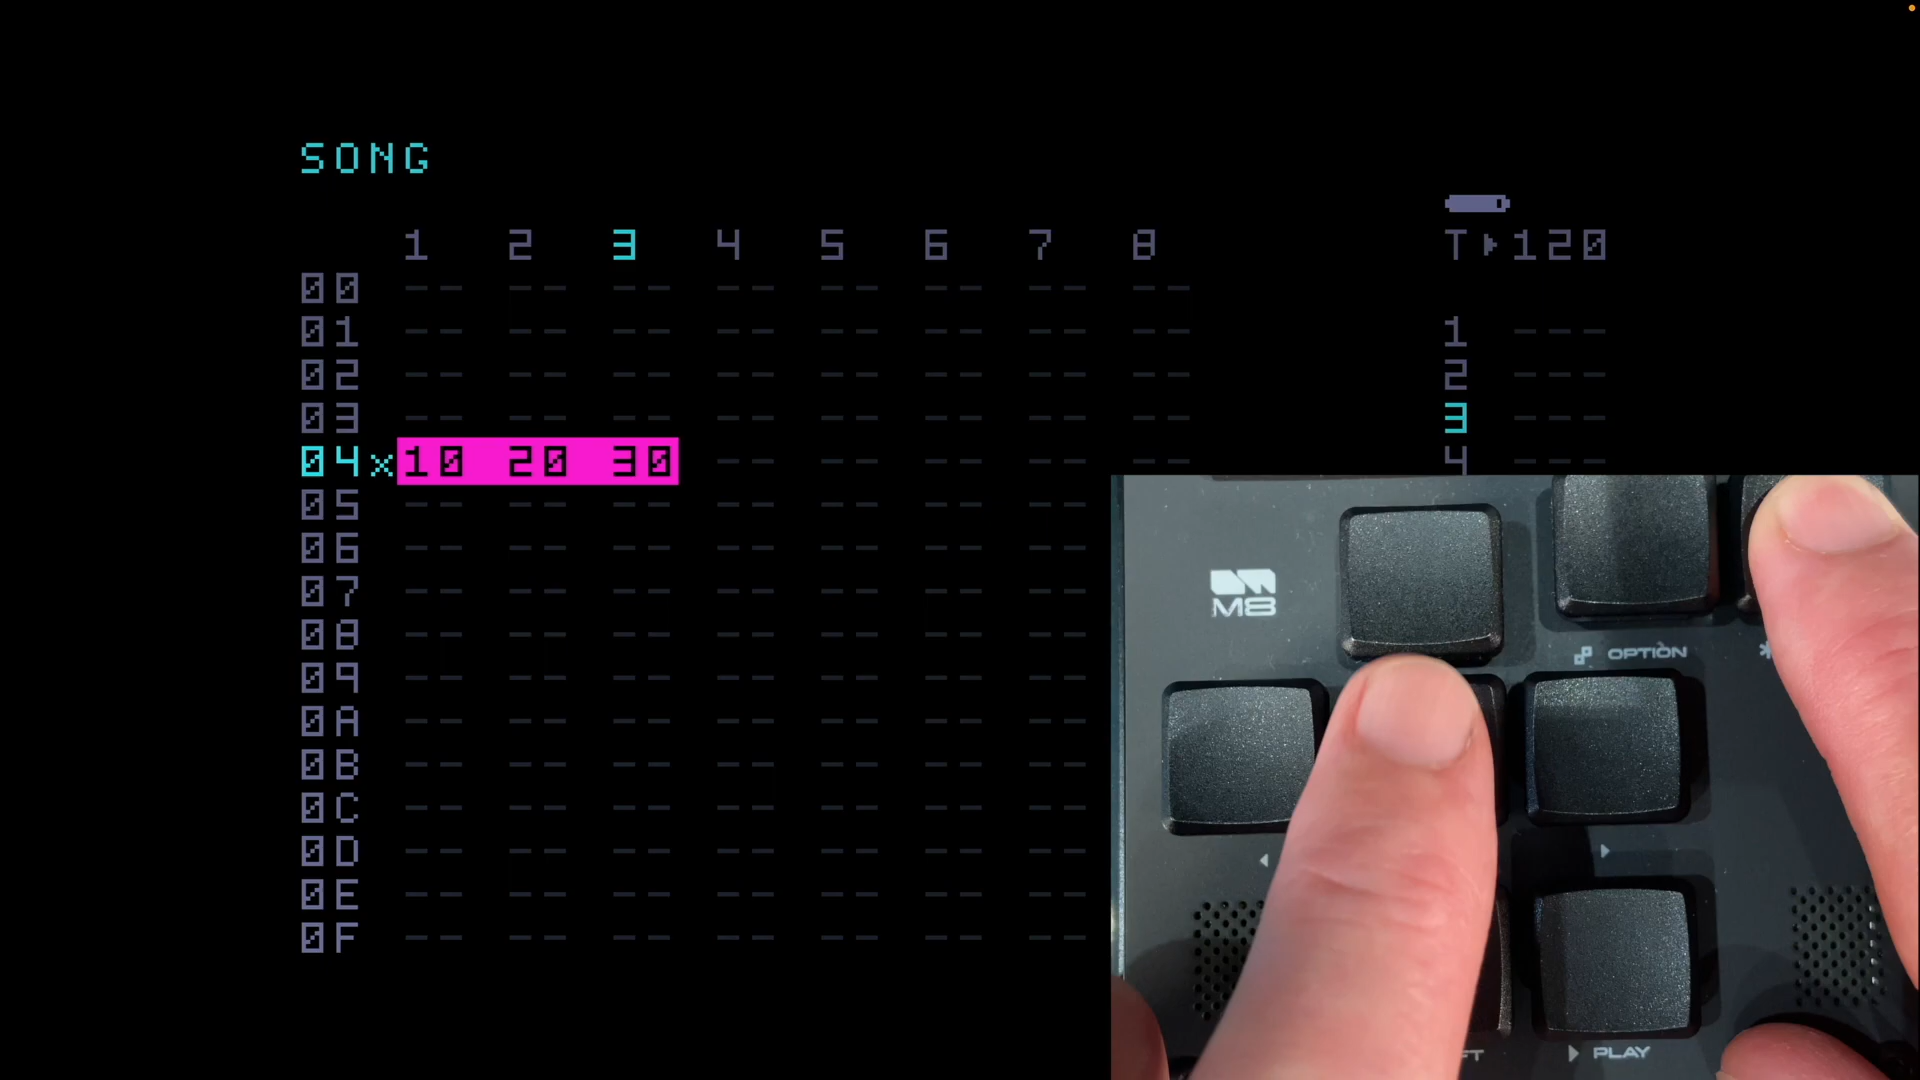 SONG
1 2 3 4 5 6 7 8
T▸120
00 -- -- -- -- -- -- -- --
01 -- -- -- -- -- -- -- --
1 ---
02 -- -- -- -- -- -- -- --
2 ---
03 -- -- -- -- -- -- -- --
3 ---
04x10 20 30 -- -- -- -- --
4
05 -- -- -- -- -- -- --
06 -- -- -- -- -- -- --
07 -- -- -- -- -- -- --
08 -- -- -- -- -- -- --
09 -- -- -- -- -- -- --
0A -- -- -- -- -- -- --
0B -- -- -- -- -- -- --
0C -- -- -- -- -- -- --
0D -- -- -- -- -- -- --
0E -- -- -- -- -- -- --
0F -- -- -- -- -- -- --
M8
OPTION
FT
PLAY